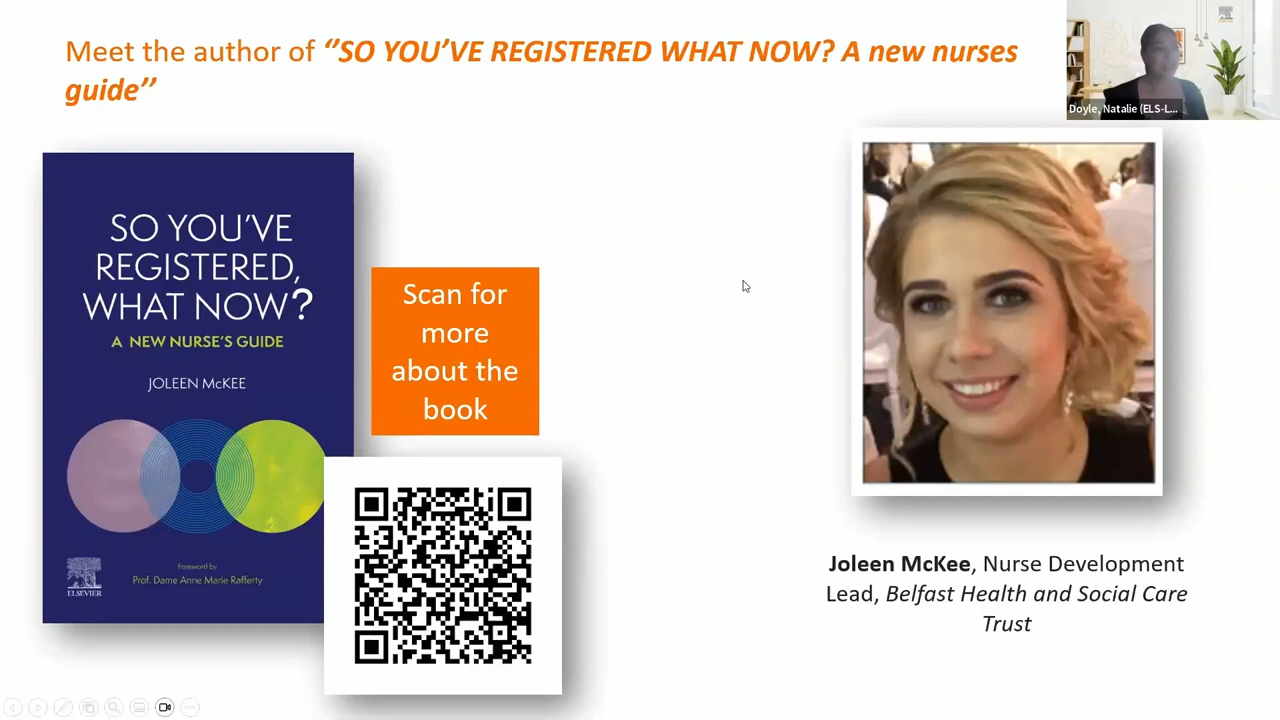 Meet the author of “SO YOU’VE REGISTERED WHAT NOW? A new nurses
guide”
Doyle, Natalie (ELS-L...
SO YOU’VE
REGISTERED,
WHAT NOW?
A NEW NURSE’S GUIDE
JOLEEN McKEE
Foreword by
Prof. Dame Anne Marie Rafferty
ELSEVIER
Scan for
more
about the
book
Joleen McKee, Nurse Development
Lead, Belfast Health and Social Care
Trust